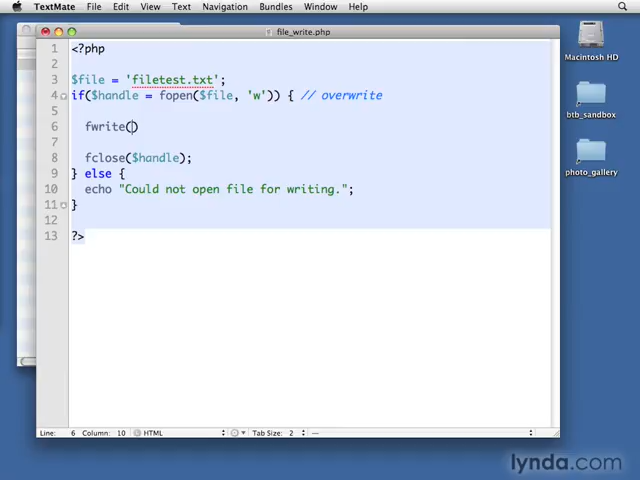 TextMate File Edit View Text Navigation Bundles Window Help
file_write.php
Macintosh HD
btb_sandbox
photo_gallery
1 <?php
2
3 $file = 'filetest.txt';
4 if($handle = fopen($file, 'w')) { // overwrite
5
6 fwrite()
7
8 fclose($handle);
9 } else {
10 echo "Could not open file for writing.";
11 }
12
13 ?>
Line: 6 Column: 10 HTML Tab Size: 2 —
lynda.com